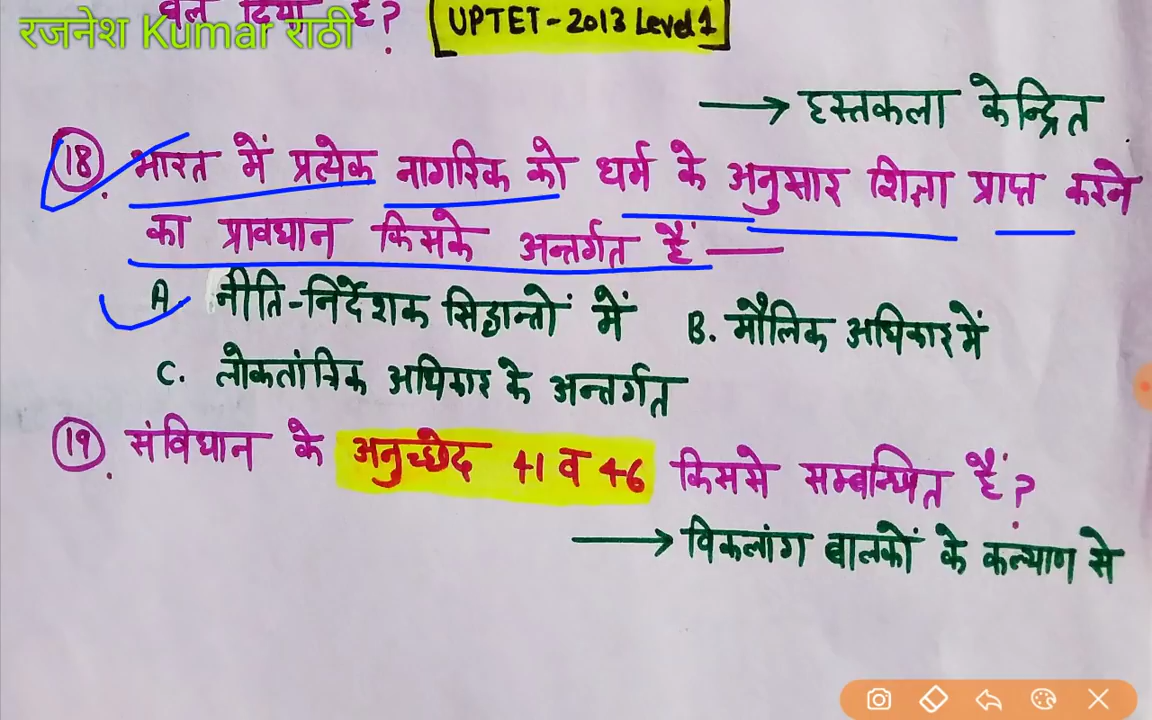 बल दिया है?
रजनेश Kumar राठी
[UPTET-2013 Level 1]
→ हस्तकला केन्द्रित
18. भारत में प्रत्येक नागरिक को धर्म के अनुसार शिक्षा प्राप्त करने
का प्रावधान किसके अन्तर्गत हैं —
A. नीति-निर्देशक सिद्धान्तों में B. मौलिक अधिकार में
C. लोकतांत्रिक अधिकार के अन्तर्गत
19. संविधान के अनुच्छेद 41 व 46 किससे सम्बन्धित हैं?
→ विकलांग बालकों के कल्याण से